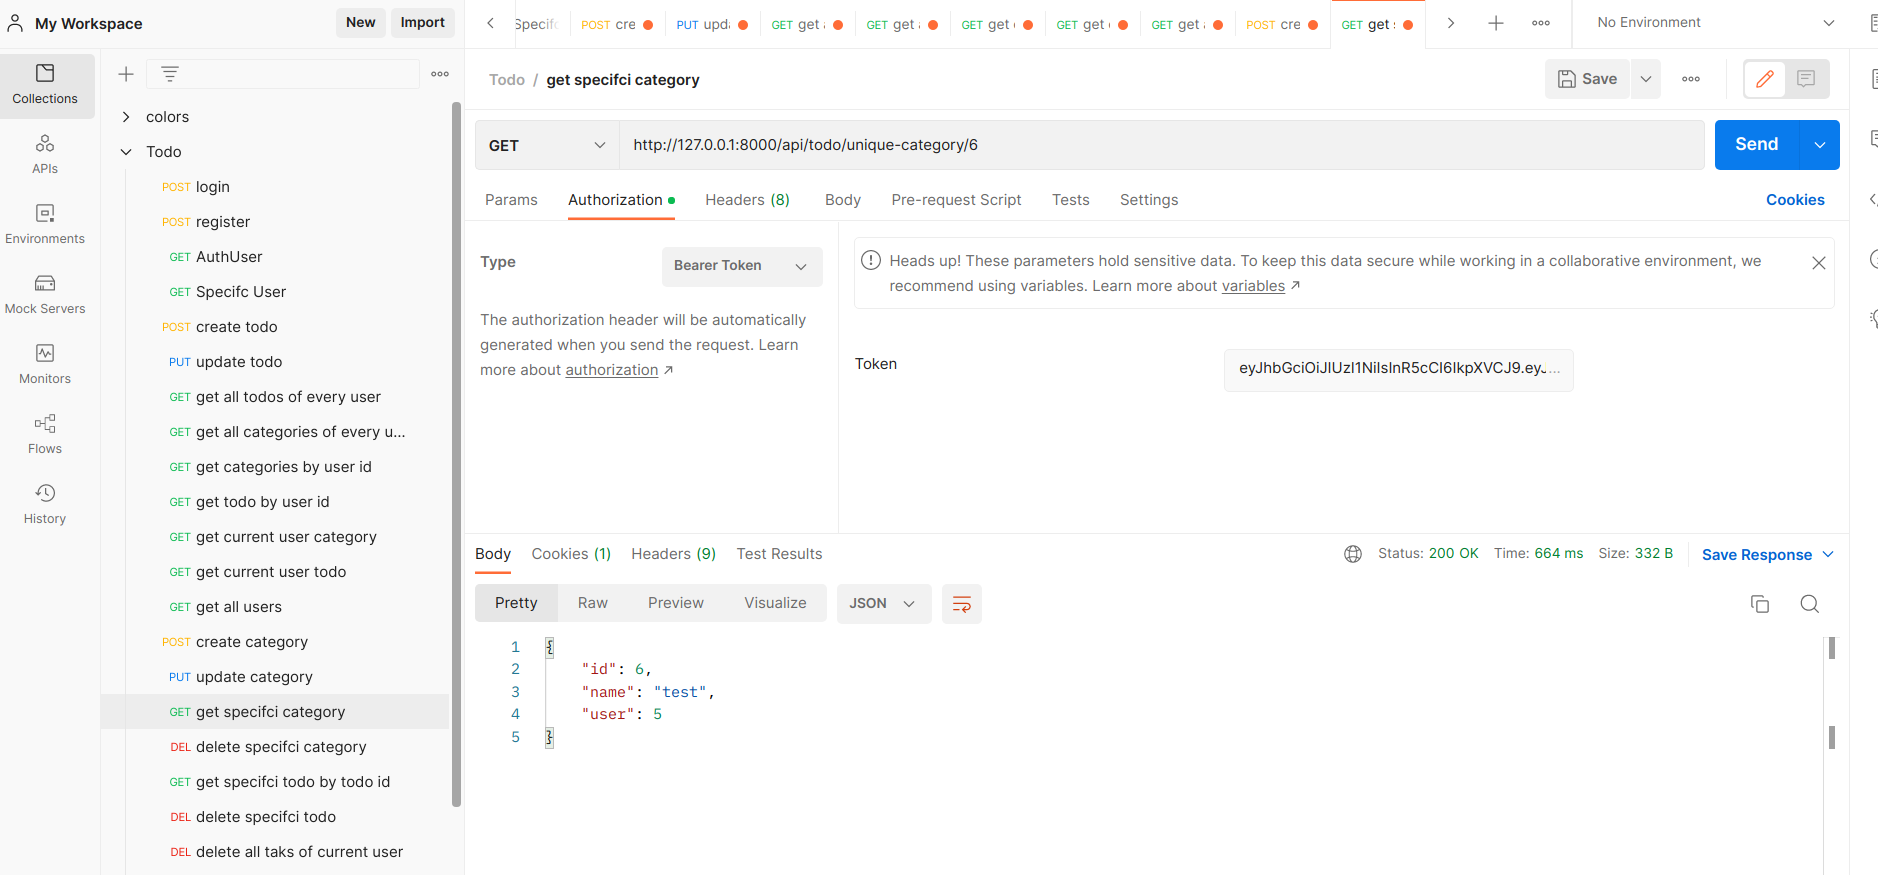 My Workspace
New
Import
Collections
APIs
Environments
Mock Servers
Monitors
Flows
History
colors
Todo
POST login
POST register
GET AuthUser
GET Specifc User
POST create todo
PUT update todo
GET get all todos of every user
GET get all categories of every u...
GET get categories by user id
GET get todo by user id
GET get current user category
GET get current user todo
GET get all users
POST create category
PUT update category
GET get specifci category
DEL delete specifci category
GET get specifci todo by todo id
DEL delete specifci todo
DEL delete all taks of current user
Specifc
POST cre
PUT upd
GET get
GET get
GET get
GET get
GET get
POST cre
GET get
No Environment
Todo / get specifci category
Save
GET
http://127.0.0.1:8000/api/todo/unique-category/6
Send
Params
Authorization
Headers (8)
Body
Pre-request Script
Tests
Settings
Cookies
Type
Bearer Token
The authorization header will be automatically
generated when you send the request. Learn
more about authorization ↗
Heads up! These parameters hold sensitive data. To keep this data secure while working in a collaborative environment, we
recommend using variables. Learn more about variables ↗
Token
eyJhbGciOiJIUzI1NiIsInR5cCI6IkpXVCJ9.eyJ...
Body
Cookies (1)
Headers (9)
Test Results
Status: 200 OK
Time: 664 ms
Size: 332 B
Save Response
Pretty
Raw
Preview
Visualize
JSON
1 {
2 "id": 6,
3 "name": "test",
4 "user": 5
5 }